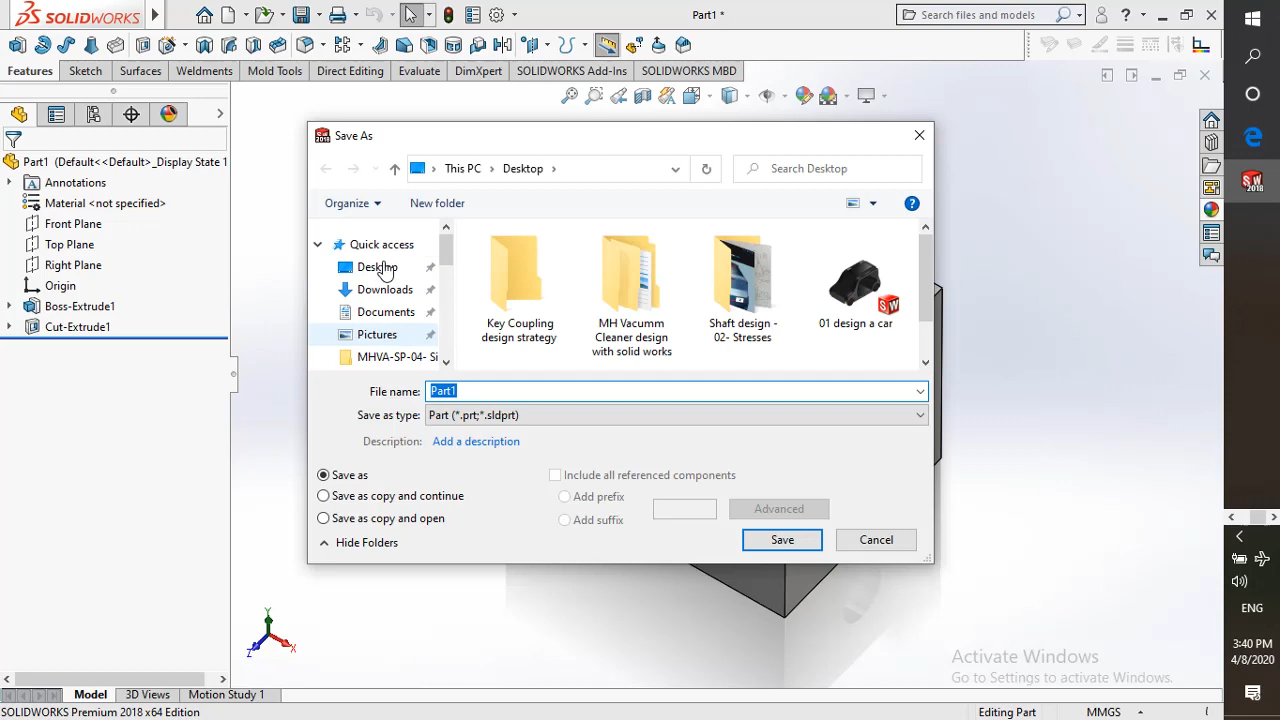 SOLIDWORKS
Part1 *
Search files and models
Features
Sketch
Surfaces
Weldments
Mold Tools
Direct Editing
Evaluate
DimXpert
SOLIDWORKS Add-Ins
SOLIDWORKS MBD
Part1 (Default<<Default>_Display State 1
Annotations
Material <not specified>
Front Plane
Top Plane
Right Plane
Origin
Boss-Extrude1
Cut-Extrude1
Save As
This PC > Desktop >
Search Desktop
Organize
New folder
Quick access
Desktop
Downloads
Documents
Pictures
MHVA-SP-04- Si
Key Coupling
design strategy
MH Vacumm
Cleaner design
with solid works
Shaft design -
02- Stresses
01 design a car
File name: Part1
Save as type: Part (*.prt;*.sldprt)
Description: Add a description
Save as
Save as copy and continue
Save as copy and open
Include all referenced components
Add prefix
Add suffix
Advanced
Hide Folders
Save
Cancel
Y
X
Z
Activate Windows
Go to Settings to activate Windows.
Model
3D Views
Motion Study 1
SOLIDWORKS Premium 2018 x64 Edition
Editing Part
MMGS
SW
2018
ENG
3:40 PM
4/8/2020